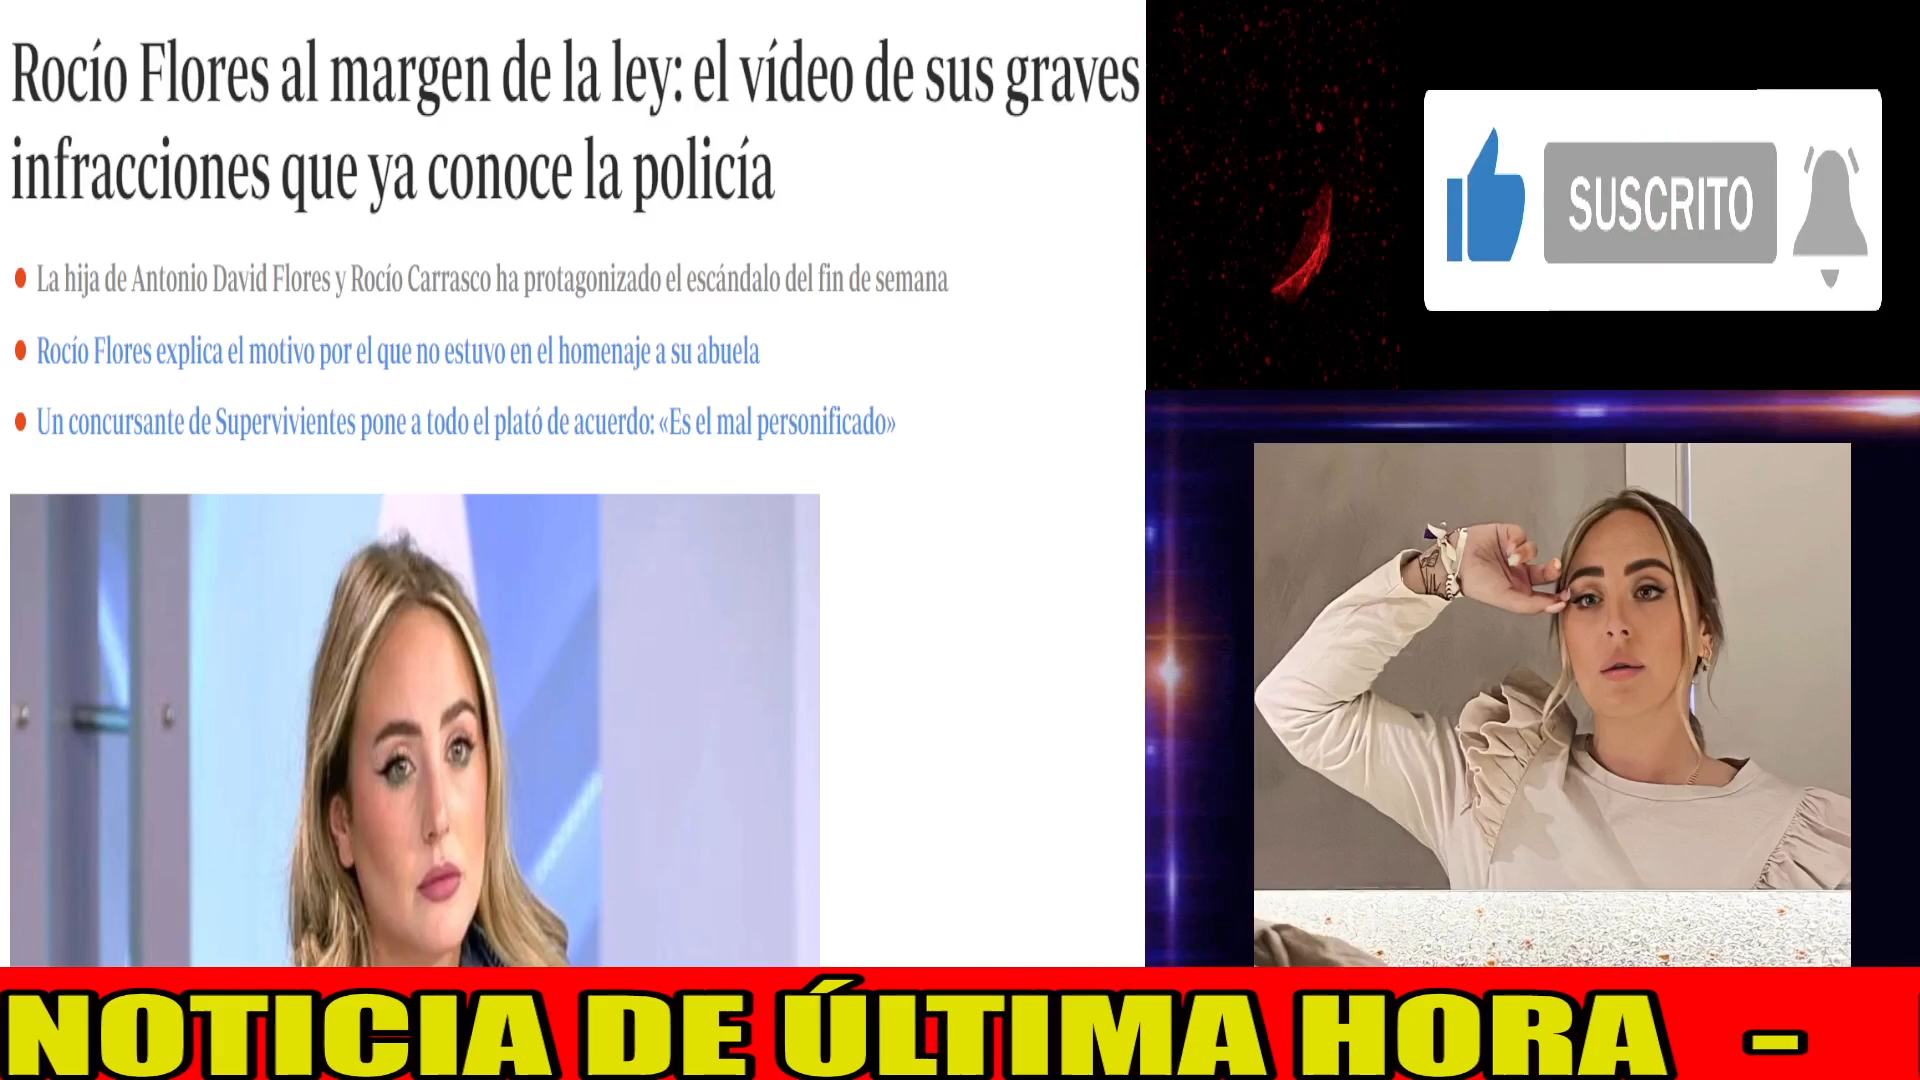 Rocío Flores al margen de la ley: el vídeo de sus graves
infracciones que ya conoce la policía
La hija de Antonio David Flores y Rocío Carrasco ha protagonizado el escándalo del fin de semana
Rocío Flores explica el motivo por el que no estuvo en el homenaje a su abuela
Un concursante de Supervivientes pone a todo el plató de acuerdo: «Es el mal personificado»
SUSCRITO
NOTICIA DE ÚLTIMA HORA -